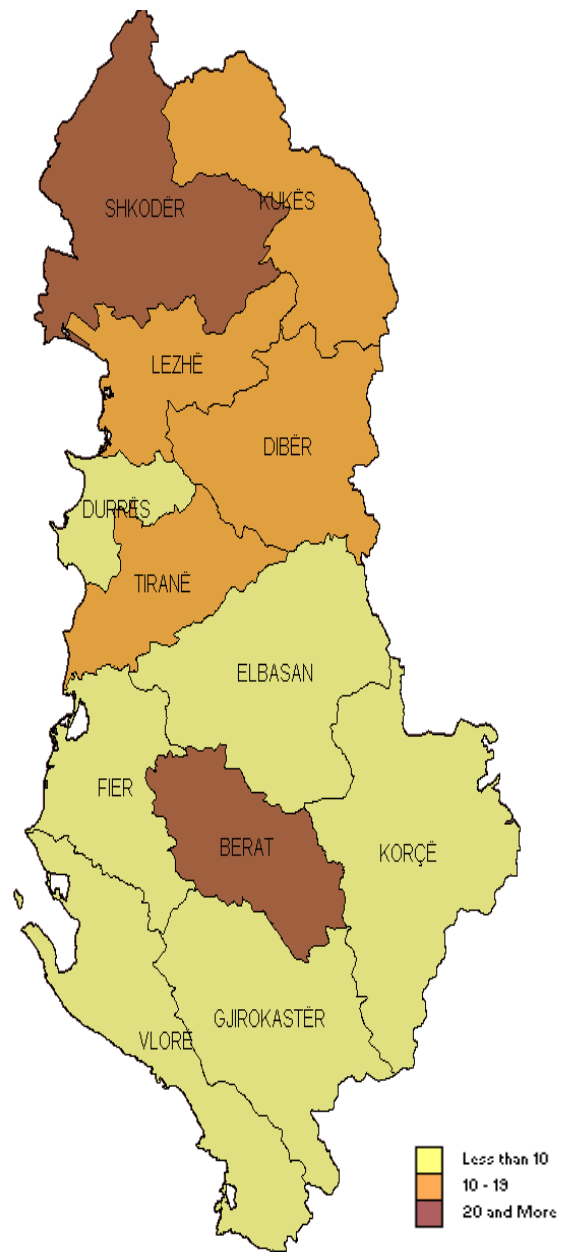 SHKODËR
KUKËS
LEZHË
DIBËR
DURRËS
TIRANË
ELBASAN
FIER
BERAT
KORÇË
GJIROKASTËR
VLORË
Less than 10
10 - 19
20 and More